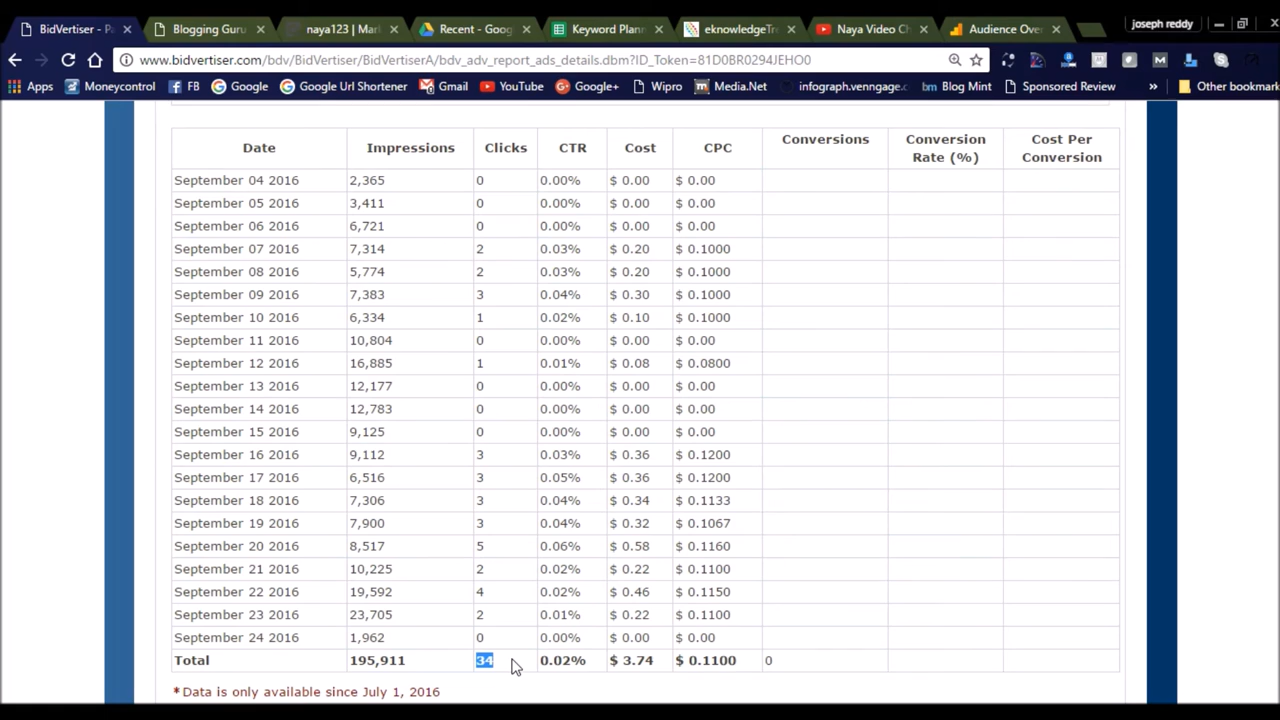 BidVertiser - Pa
Blogging Guru
naya123 | Mark
Recent - Goog
Keyword Plann
eknowledgeTre
Naya Video Ch
Audience Over
joseph reddy
www.bidvertiser.com/bdv/BidVertiser/BidVertiserA/bdv_adv_report_ads_details.dbm?ID_Token=81D0BR0294JEHO0
Apps Moneycontrol FB Google Google Url Shortener Gmail YouTube Google+ Wipro Media.Net infograph.venngage.c Blog Mint Sponsored Review » Other bookmark
Date Impressions Clicks CTR Cost CPC Conversions Conversion Rate (%) Cost Per Conversion
September 04 2016 2,365 0 0.00% $ 0.00 $ 0.00
September 05 2016 3,411 0 0.00% $ 0.00 $ 0.00
September 06 2016 6,721 0 0.00% $ 0.00 $ 0.00
September 07 2016 7,314 2 0.03% $ 0.20 $ 0.1000
September 08 2016 5,774 2 0.03% $ 0.20 $ 0.1000
September 09 2016 7,383 3 0.04% $ 0.30 $ 0.1000
September 10 2016 6,334 1 0.02% $ 0.10 $ 0.1000
September 11 2016 10,804 0 0.00% $ 0.00 $ 0.00
September 12 2016 16,885 1 0.01% $ 0.08 $ 0.0800
September 13 2016 12,177 0 0.00% $ 0.00 $ 0.00
September 14 2016 12,783 0 0.00% $ 0.00 $ 0.00
September 15 2016 9,125 0 0.00% $ 0.00 $ 0.00
September 16 2016 9,112 3 0.03% $ 0.36 $ 0.1200
September 17 2016 6,516 3 0.05% $ 0.36 $ 0.1200
September 18 2016 7,306 3 0.04% $ 0.34 $ 0.1133
September 19 2016 7,900 3 0.04% $ 0.32 $ 0.1067
September 20 2016 8,517 5 0.06% $ 0.58 $ 0.1160
September 21 2016 10,225 2 0.02% $ 0.22 $ 0.1100
September 22 2016 19,592 4 0.02% $ 0.46 $ 0.1150
September 23 2016 23,705 2 0.01% $ 0.22 $ 0.1100
September 24 2016 1,962 0 0.00% $ 0.00 $ 0.00
Total 195,911 34 0.02% $ 3.74 $ 0.1100 0
*Data is only available since July 1, 2016